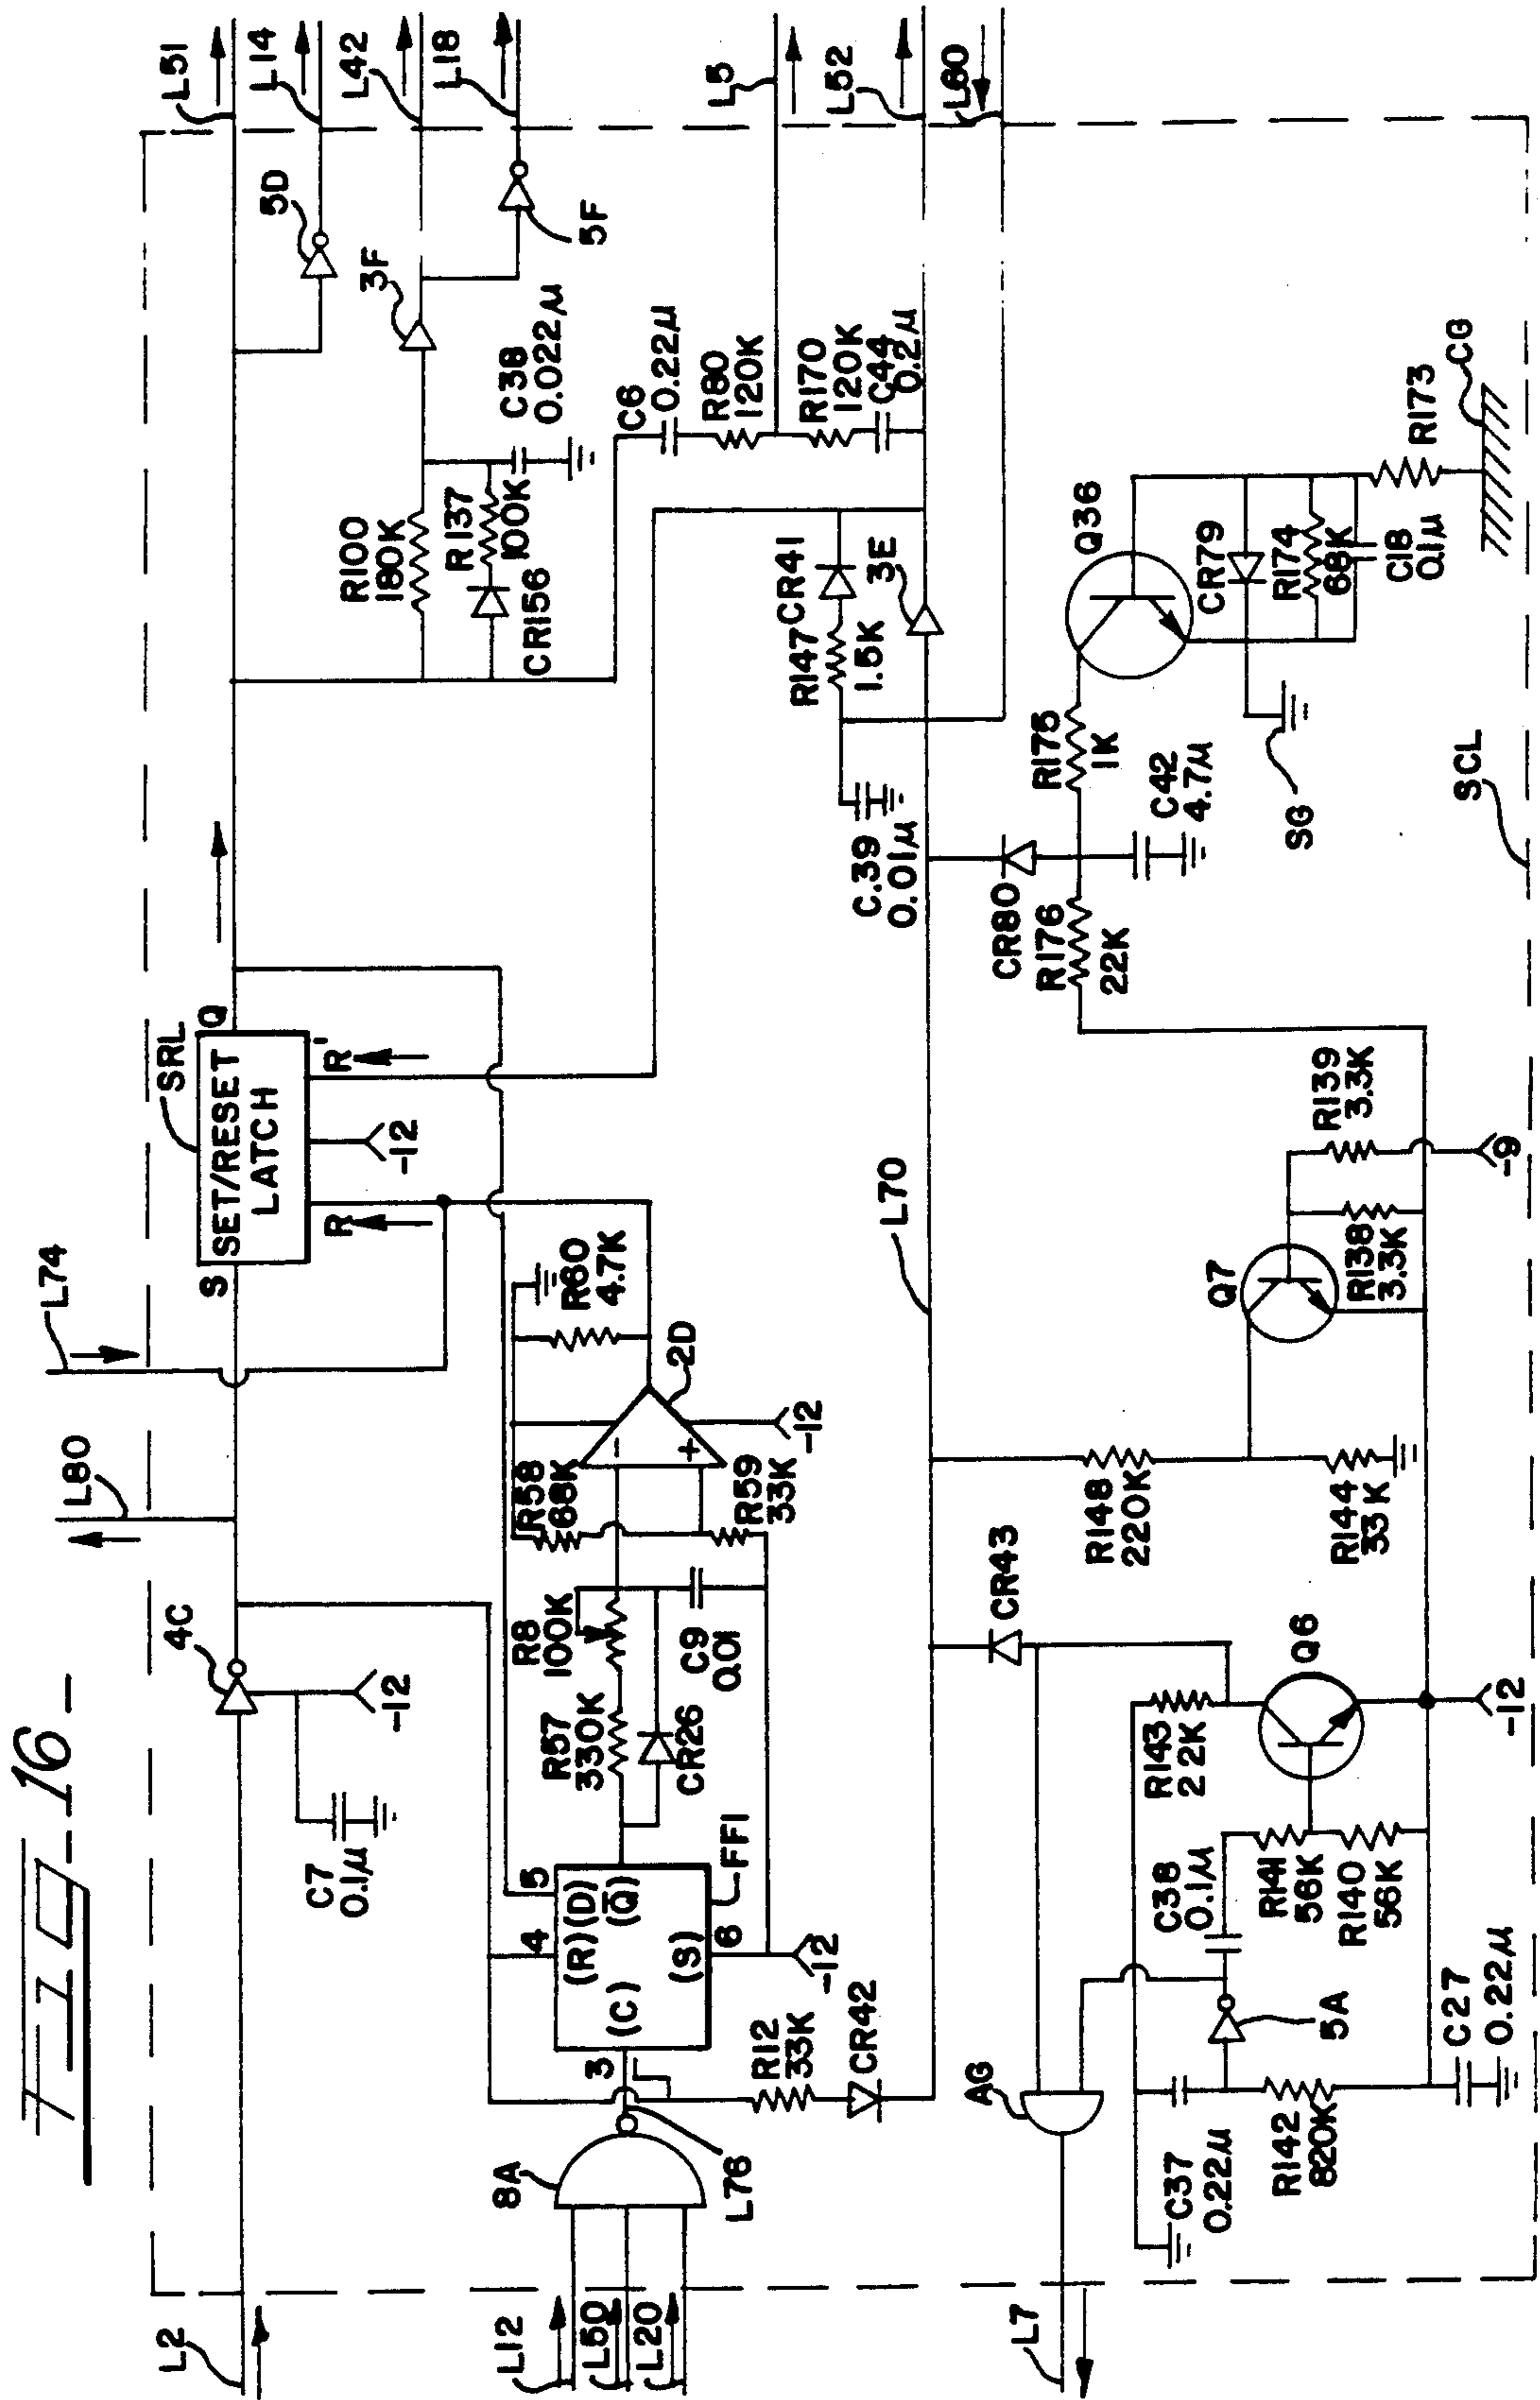 FIG-16-
L2
C7
0.1µ
4C
-12
L80
L74
S
SET/RESET
LATCH
Q
SRL
R
-12
R
L51
5D
L14
3F
L42
5F
L18
R100
180K
R137
100K
CR156
C38
0.022µ
C6
0.22µ
R80
120K
L5
R170
120K
C44
0.2µ
L52
L60
L12
L50
L20
8A
L76
3
4
5
(R)
(D)
(C)
(Q)
(S)
6
FF1
-12
R57
330K
R8
100K
CR26
C9
0.01
R58
68K
R59
33K
2D
-12
R60
4.7K
R12
33K
CR42
L70
R147
1.5K
CR41
3E
C.39
0.01µ
CR80
R176
22K
R175
1K
C42
4.7µ
Q36
CR79
R174
68K
C18
0.1µ
SG
R173
CG
L7
AG
CR43
R143
22K
C37
0.22µ
R142
820K
5A
C38
0.1µ
R141
56K
R140
56K
C27
0.22µ
Q6
-12
R148
220K
R144
33K
Q7
R138
3.3K
R139
3.3K
-9
SCL